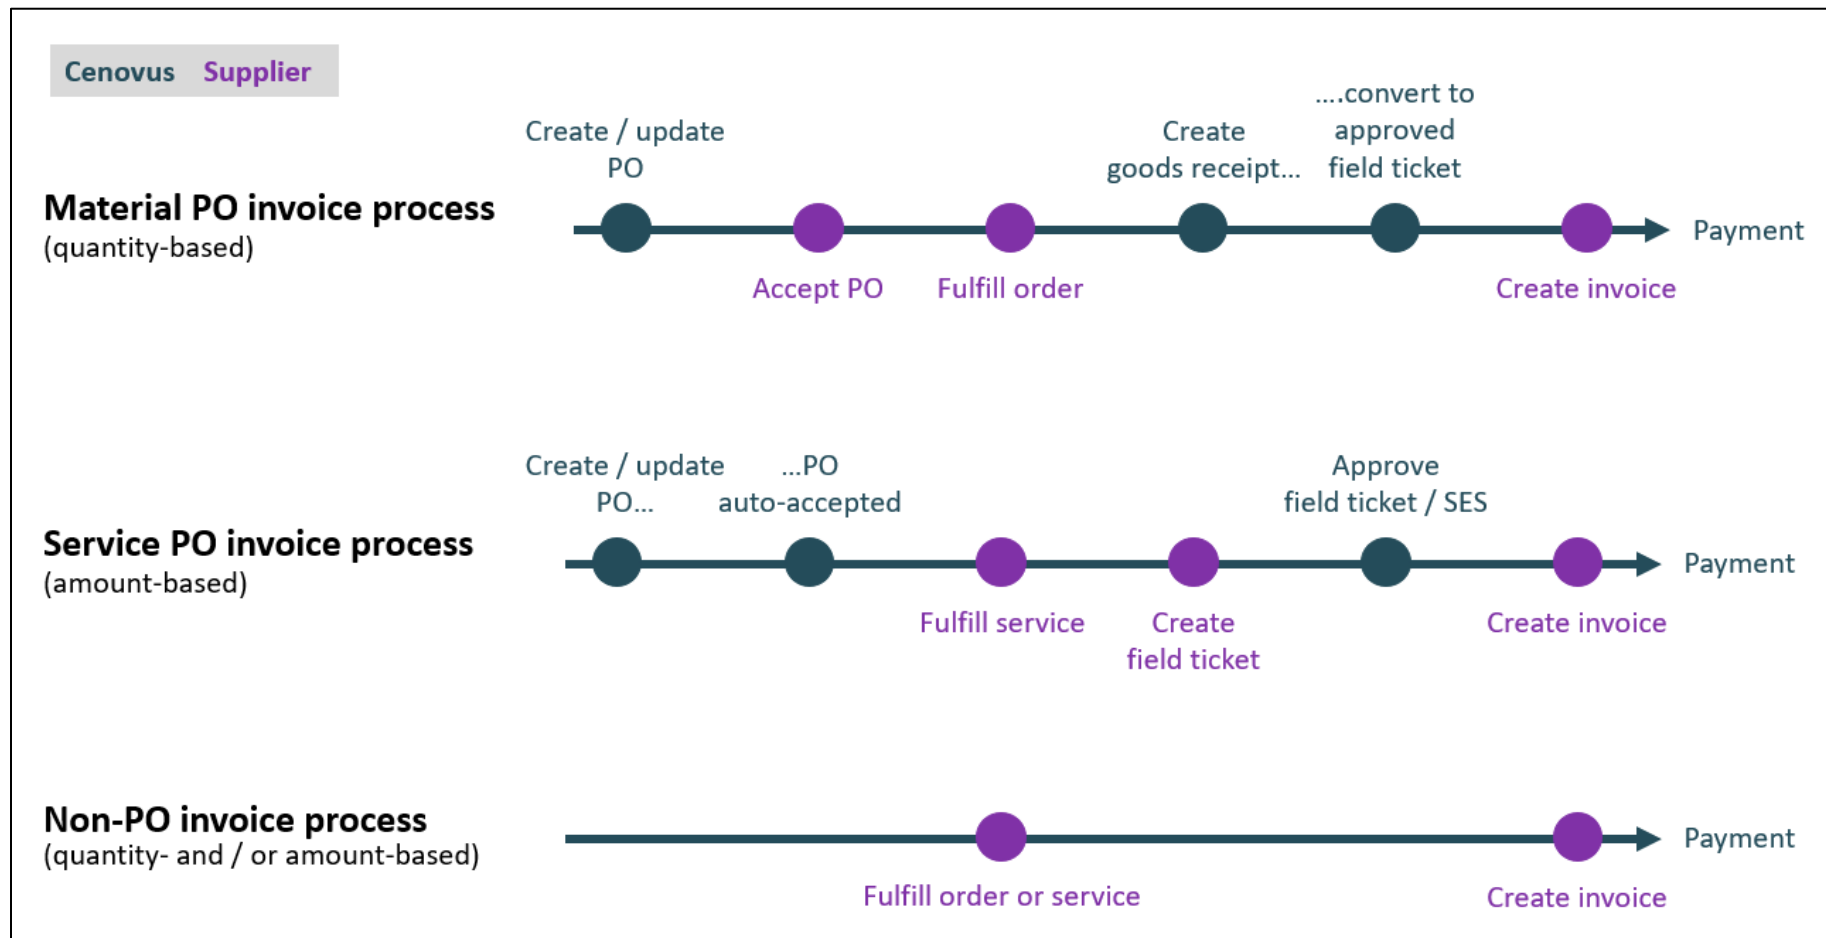 Cenovus Supplier
Create / update
PO
Create
goods receipt...
....convert to
approved
field ticket
Material PO invoice process
(quantity-based)
Payment
Accept PO
Fulfill order
Create invoice
Create / update
PO...
...PO
auto-accepted
Approve
field ticket / SES
Service PO invoice process
(amount-based)
Payment
Fulfill service
Create
field ticket
Create invoice
Non-PO invoice process
(quantity- and / or amount-based)
Payment
Fulfill order or service
Create invoice